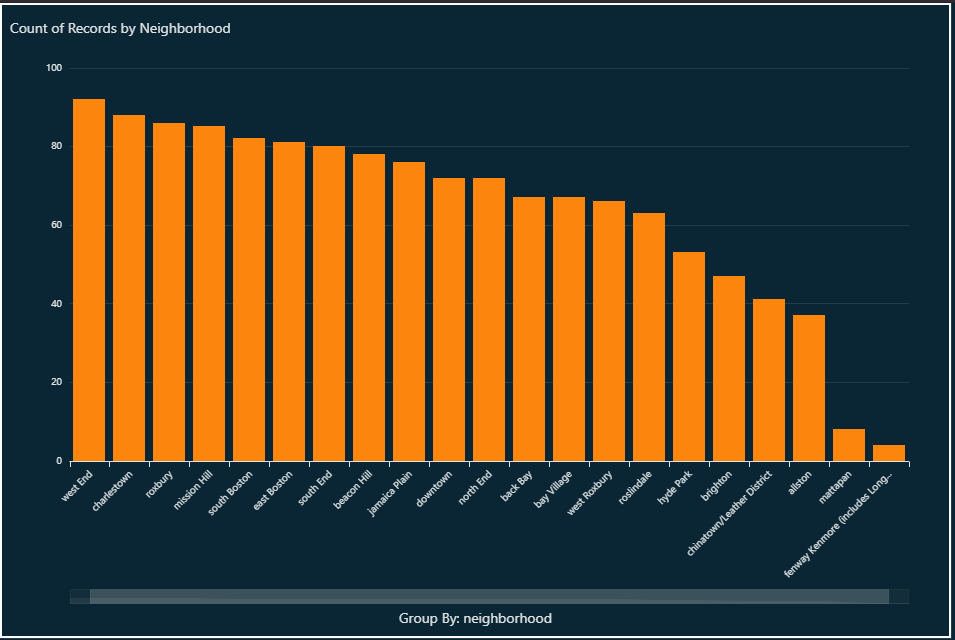 Count of Records by Neighborhood
100
80
60
40
20
0
west End
charlestown
roxbury
mission Hill
south Boston
east Boston
south End
beacon Hill
jamaica Plain
downtown
north End
back Bay
bay Village
west Roxbury
roslindale
hyde Park
brighton
chinatown/Leather District
allston
mattapan
fenway Kenmore (includes Long...
Group By: neighborhood